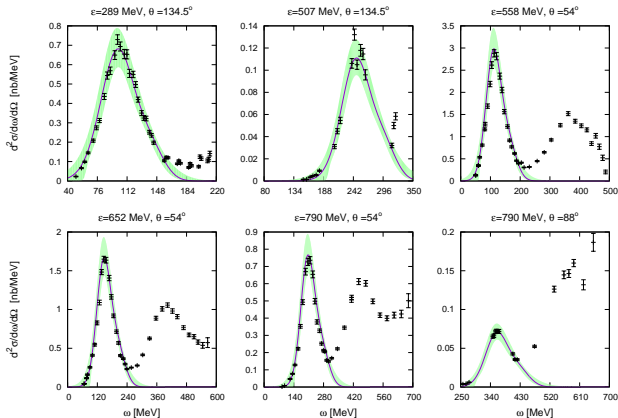 ε=289 MeV, θ =134.5°
ε=507 MeV, θ =134.5°
ε=558 MeV, θ =54°
d²σ/dωdΩ [nb/MeV]
0.8
0.7
0.6
0.5
0.4
0.3
0.2
0.1
0
40 76 112 148 184 220
0.14
0.12
0.1
0.08
0.06
0.04
0.02
0
80 134 188 242 296 350
3.5
3
2.5
2
1.5
1
0.5
0
0 100 200 300 400 500
ε=652 MeV, θ =54°
ε=790 MeV, θ =54°
ε=790 MeV, θ =88°
d²σ/dωdΩ [nb/MeV]
2
1.5
1
0.5
0
0 120 240 360 480 600
ω [MeV]
0.9
0.8
0.7
0.6
0.5
0.4
0.3
0.2
0.1
0
0 140 280 420 560 700
ω [MeV]
0.2
0.15
0.1
0.05
0
250 340 430 520 610 700
ω [MeV]